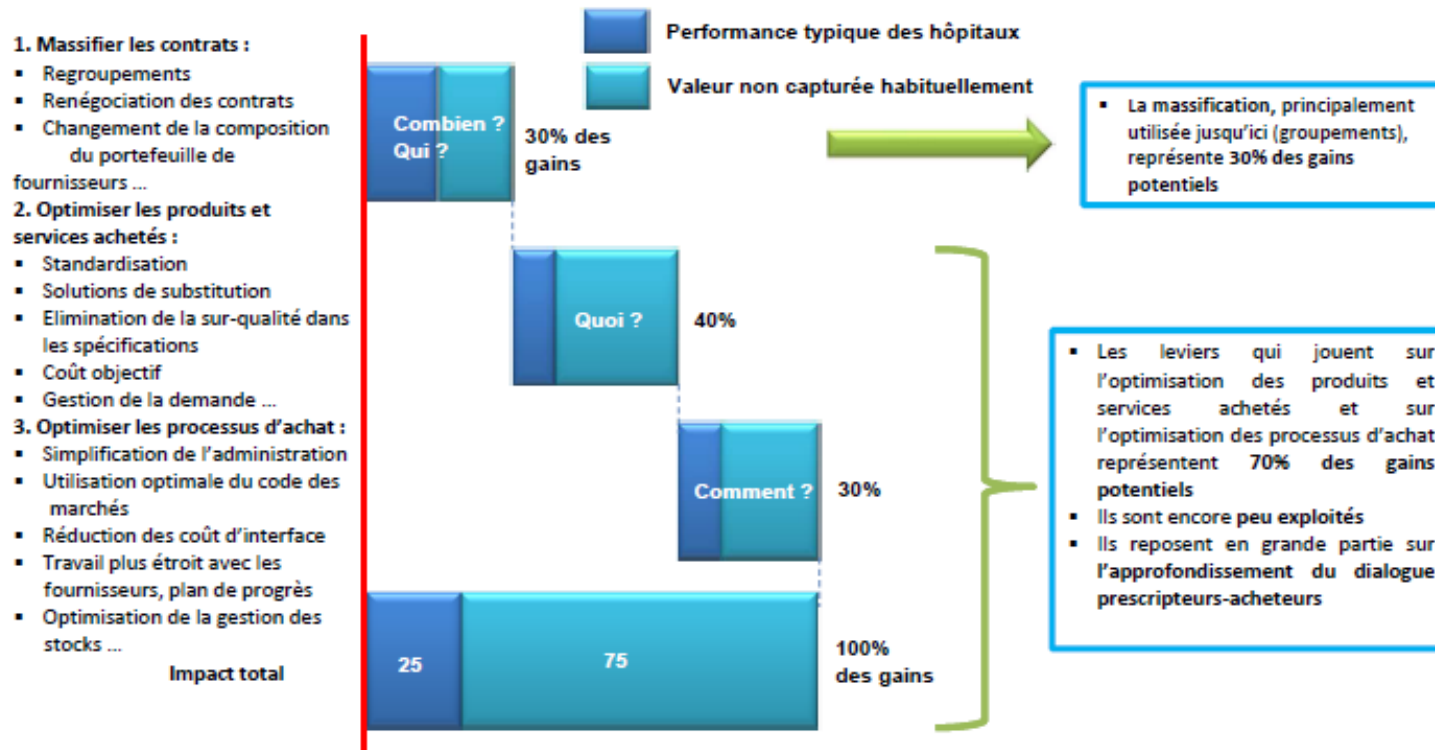 1. Massifier les contrats :
▪ Regroupements
▪ Renégociation des contrats
▪ Changement de la composition
du portefeuille de
fournisseurs ...
2. Optimiser les produits et
services achetés :
▪ Standardisation
▪ Solutions de substitution
▪ Elimination de la sur-qualité dans
les spécifications
▪ Coût objectif
▪ Gestion de la demande ...
3. Optimiser les processus d'achat :
▪ Simplification de l'administration
▪ Utilisation optimale du code des
marchés
▪ Réduction des coût d'interface
▪ Travail plus étroit avec les
fournisseurs, plan de progrès
▪ Optimisation de la gestion des
stocks ...
Impact total
Performance typique des hôpitaux
Valeur non capturée habituellement
Combien ?
Qui ?
30% des
gains
Quoi ?
40%
Comment ?
30%
25
75
100%
des gains
▪ La massification, principalement
utilisée jusqu'ici (groupements),
représente 30% des gains
potentiels
▪ Les leviers qui jouent sur
l'optimisation des produits et
services achetés et sur
l'optimisation des processus d'achat
représentent 70% des gains
potentiels
▪ Ils sont encore peu exploités
▪ Ils reposent en grande partie sur
l'approfondissement du dialogue
prescripteurs-acheteurs